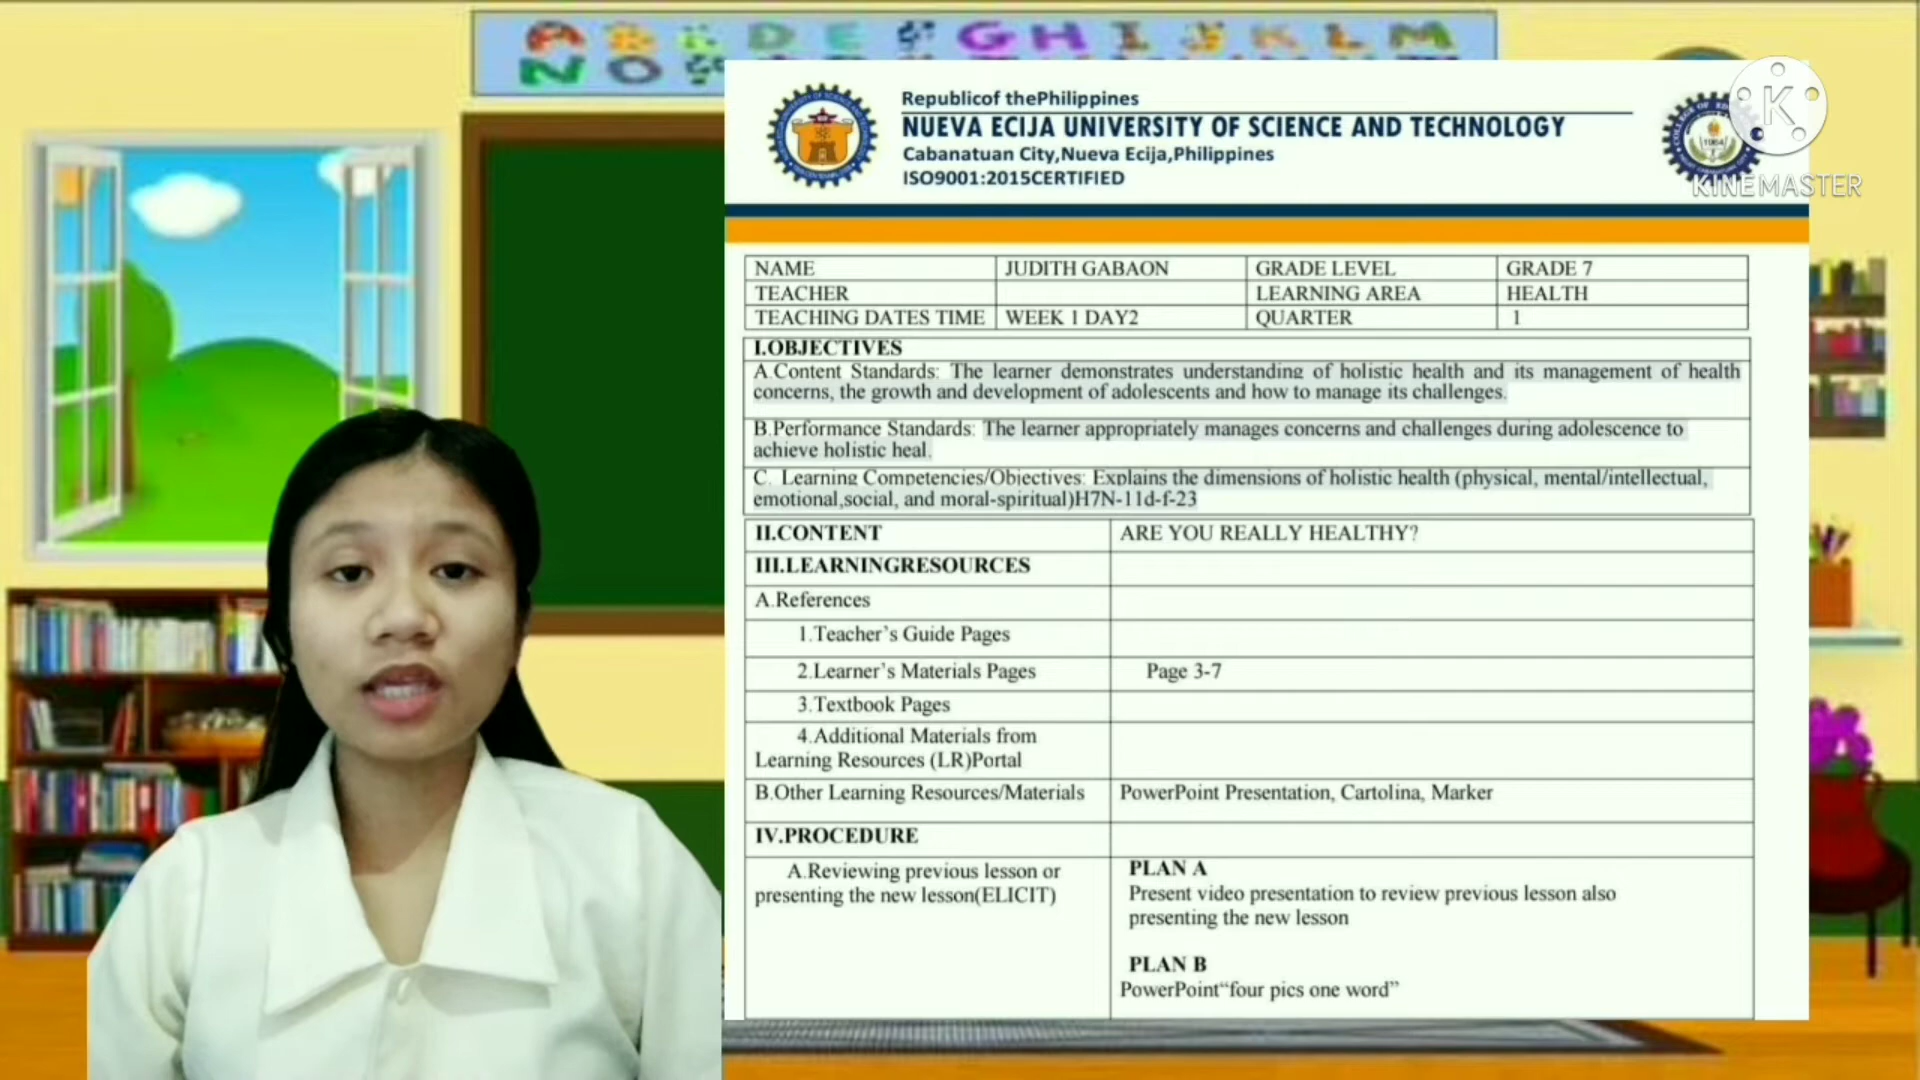 A B C D E F G H I J K L M
N O
Republicof thePhilippines
NUEVA ECIJA UNIVERSITY OF SCIENCE AND TECHNOLOGY
Cabanatuan City,Nueva Ecija,Philippines
ISO9001:2015CERTIFIED
1964
K
KINEMASTER
NAME JUDITH GABAON GRADE LEVEL GRADE 7
TEACHER LEARNING AREA HEALTH
TEACHING DATES TIME WEEK 1 DAY2 QUARTER 1
I.OBJECTIVES
A.Content Standards: The learner demonstrates understanding of holistic health and its management of health
concerns, the growth and development of adolescents and how to manage its challenges.
B.Performance Standards: The learner appropriately manages concerns and challenges during adolescence to
achieve holistic heal.
C. Learning Competencies/Objectives: Explains the dimensions of holistic health (physical, mental/intellectual,
emotional,social, and moral-spiritual)H7N-11d-f-23
II.CONTENT ARE YOU REALLY HEALTHY?
III.LEARNINGRESOURCES
A.References
1.Teacher's Guide Pages
2.Learner's Materials Pages Page 3-7
3.Textbook Pages
4.Additional Materials from
Learning Resources (LR)Portal
B.Other Learning Resources/Materials PowerPoint Presentation, Cartolina, Marker
IV.PROCEDURE
A.Reviewing previous lesson or
presenting the new lesson(ELICIT)
PLAN A
Present video presentation to review previous lesson also
presenting the new lesson
PLAN B
PowerPoint“four pics one word”